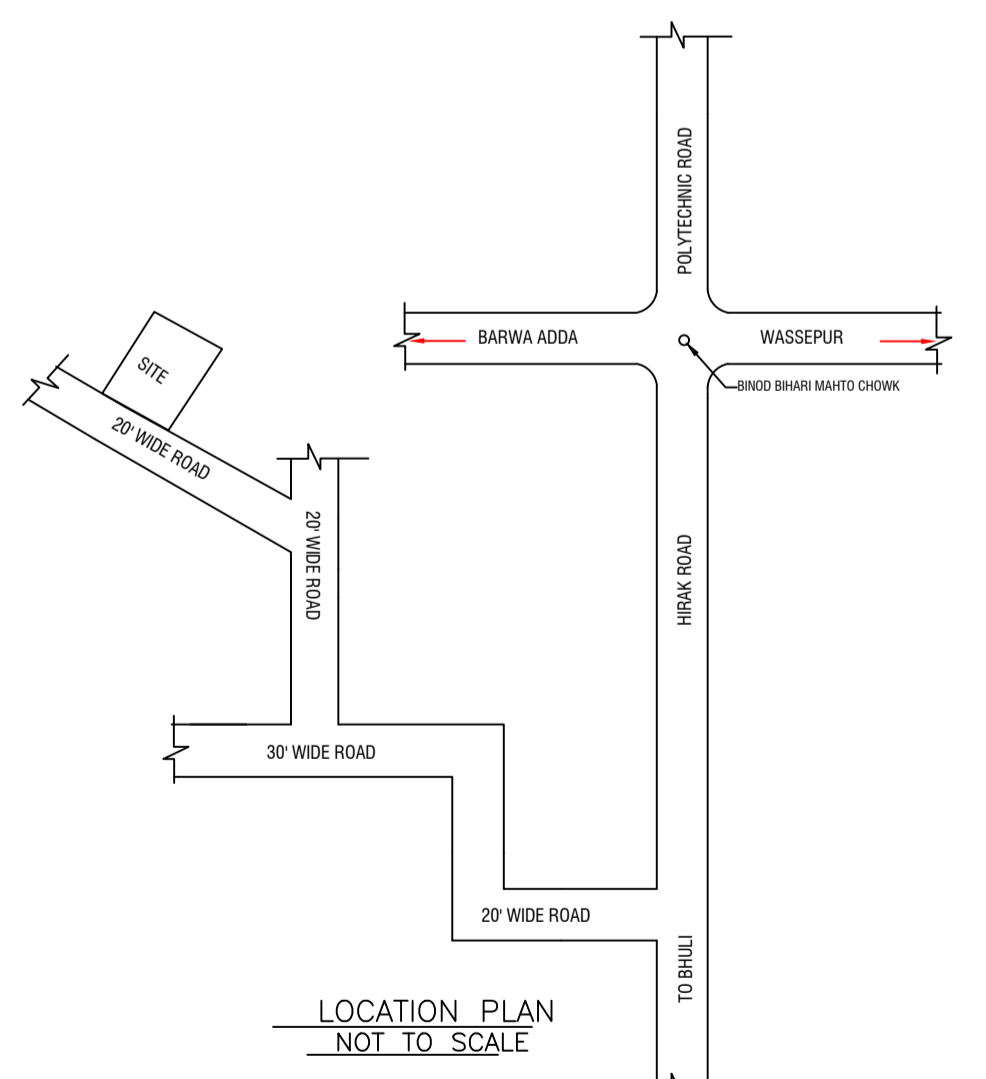 POLYTECHNIC ROAD
BARWA ADDA
WASSEPUR
BINOD BIHARI MAHTO CHOWK
SITE
20' WIDE ROAD
20' WIDE ROAD
HIRAK ROAD
30' WIDE ROAD
20' WIDE ROAD
TO BHULI
LOCATION PLAN
NOT TO SCALE